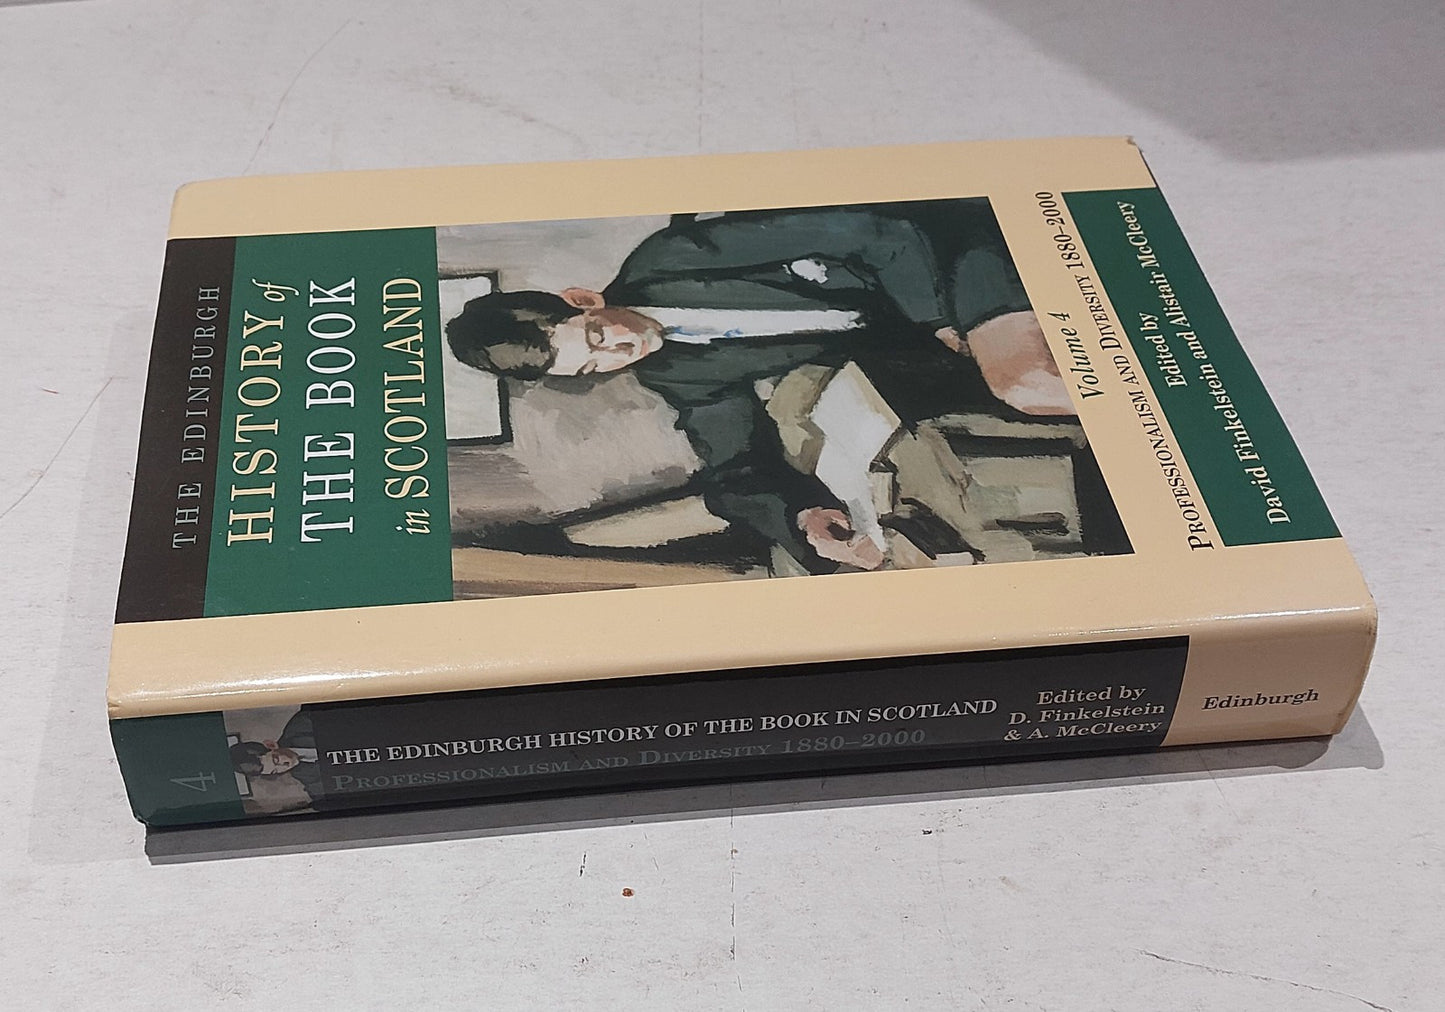 THE EDINBURGH
HISTORY of
THE BOOK
in SCOTLAND
Volume 4
PROFESSIONALISM AND DIVERSITY 1880–2000
Edited by
David Finkelstein and Alistair McCleery
4
THE EDINBURGH HISTORY OF THE BOOK IN SCOTLAND
PROFESSIONALISM AND DIVERSITY 1880–2000
Edited by
D. Finkelstein
& A. McCleery
Edinburgh